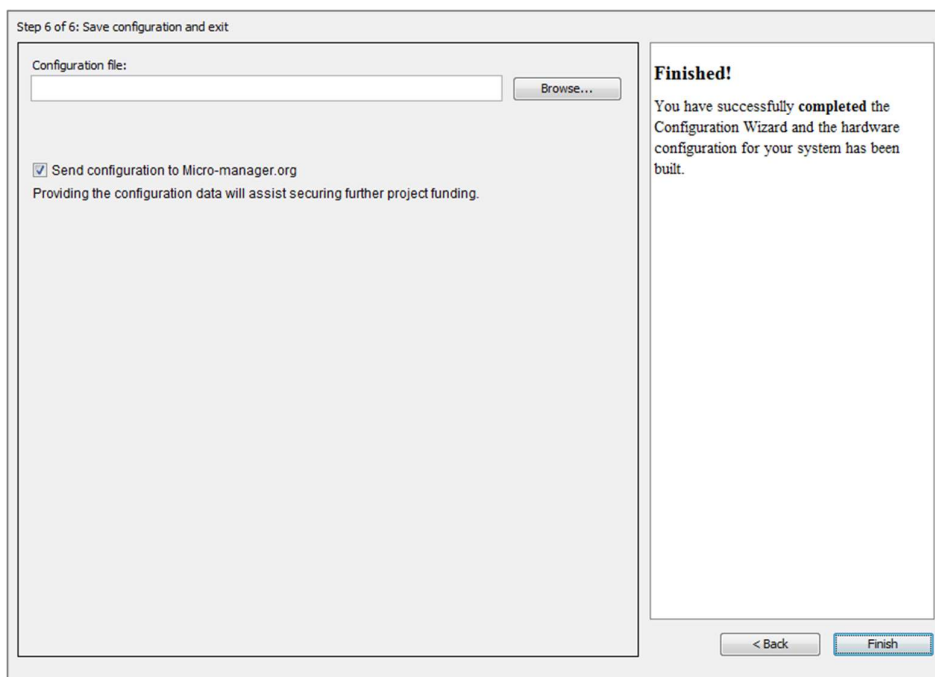 Step 6 of 6: Save configuration and exit
Configuration file:
Browse...
Send configuration to Micro-manager.org
Providing the configuration data will assist securing further project funding.
Finished!
You have successfully completed the
Configuration Wizard and the hardware
configuration for your system has been
built.
< Back
Finish